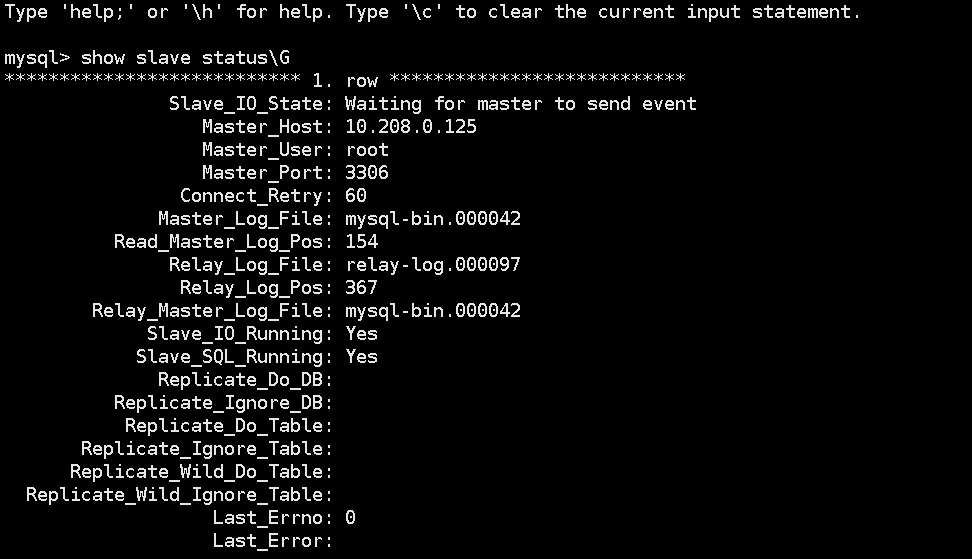 Type 'help;' or '\h' for help. Type '\c' to clear the current input statement.
mysql> show slave status\G
*************************** 1. row ***************************
Slave_IO_State: Waiting for master to send event
Master_Host: 10.208.0.125
Master_User: root
Master_Port: 3306
Connect_Retry: 60
Master_Log_File: mysql-bin.000042
Read_Master_Log_Pos: 154
Relay_Log_File: relay-log.000097
Relay_Log_Pos: 367
Relay_Master_Log_File: mysql-bin.000042
Slave_IO_Running: Yes
Slave_SQL_Running: Yes
Replicate_Do_DB:
Replicate_Ignore_DB:
Replicate_Do_Table:
Replicate_Ignore_Table:
Replicate_Wild_Do_Table:
Replicate_Wild_Ignore_Table:
Last_Errno: 0
Last_Error: